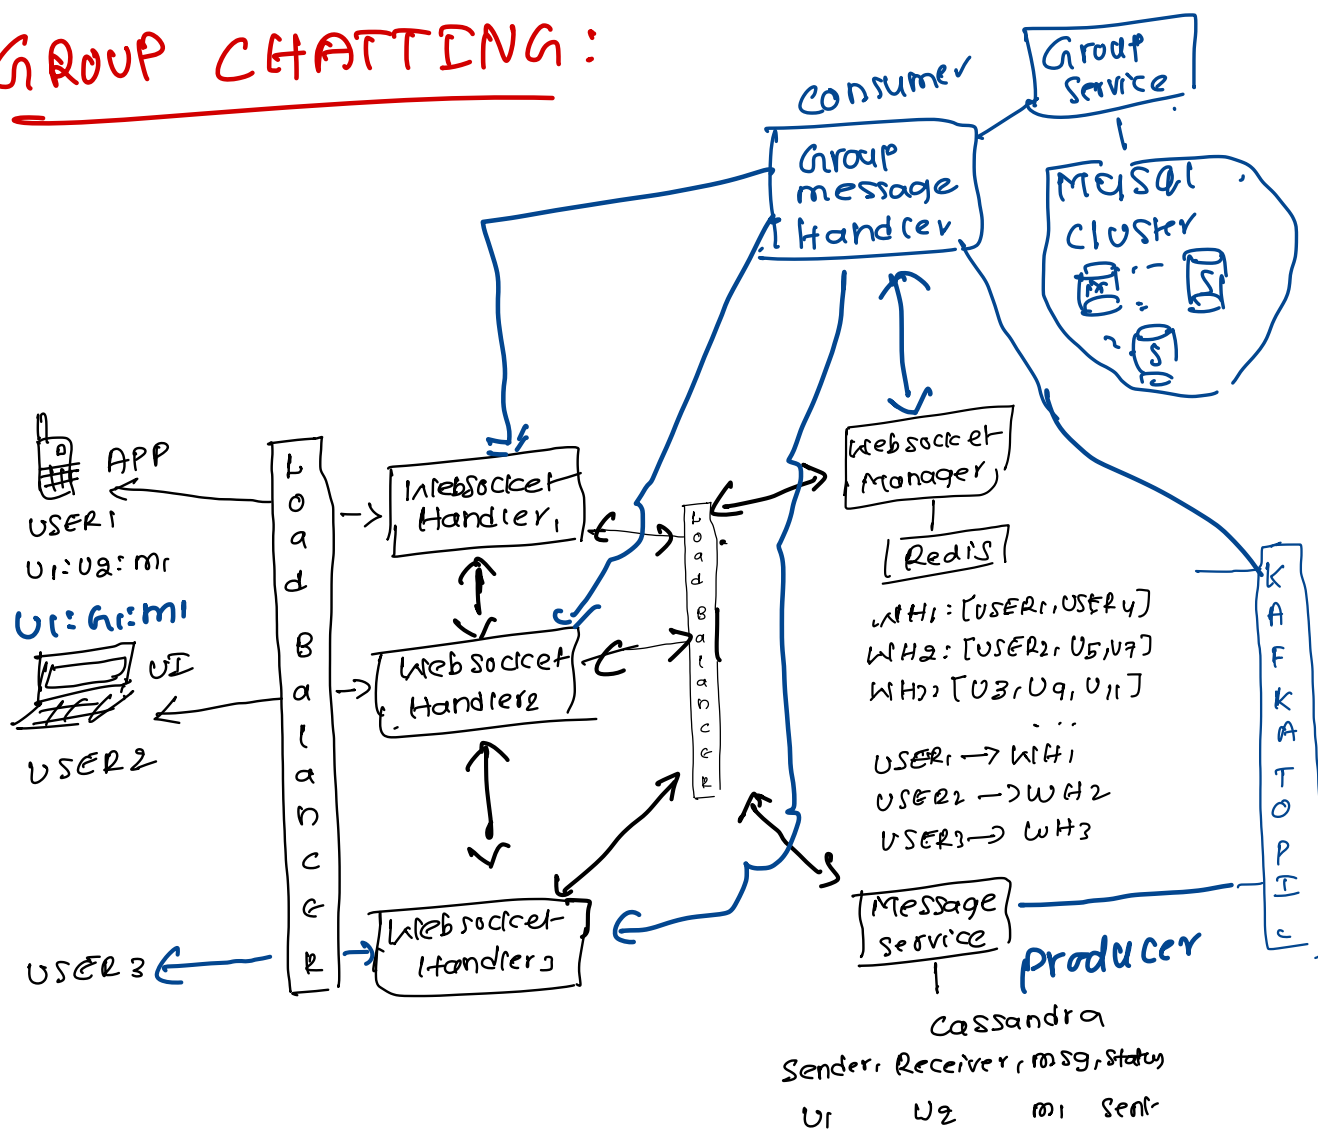 GROUP CHATTING:
Consumer
Group
Service
Group
message
Handler
MySql
cluster
M
S
S
APP
USER1
U1:U2:m1
U1:G1:M1
UI
USER2
USER3
Load Balancer
Websocket
Handler1
Websocket
Handler2
Websocket
Handler3
Load Balancer
Websocket
Manager
Redis
WH1:[USER1,USER4]
WH2:[USER2,U5,U7]
WH3:[U3,U9,U11]
....
USER1→WH1
USER2→WH2
USER3→WH3
KAFKA TOPIC
Message
Service
Producer
Cassandra
Sender, Receiver, msg, status
U1 U2 m1 Sent